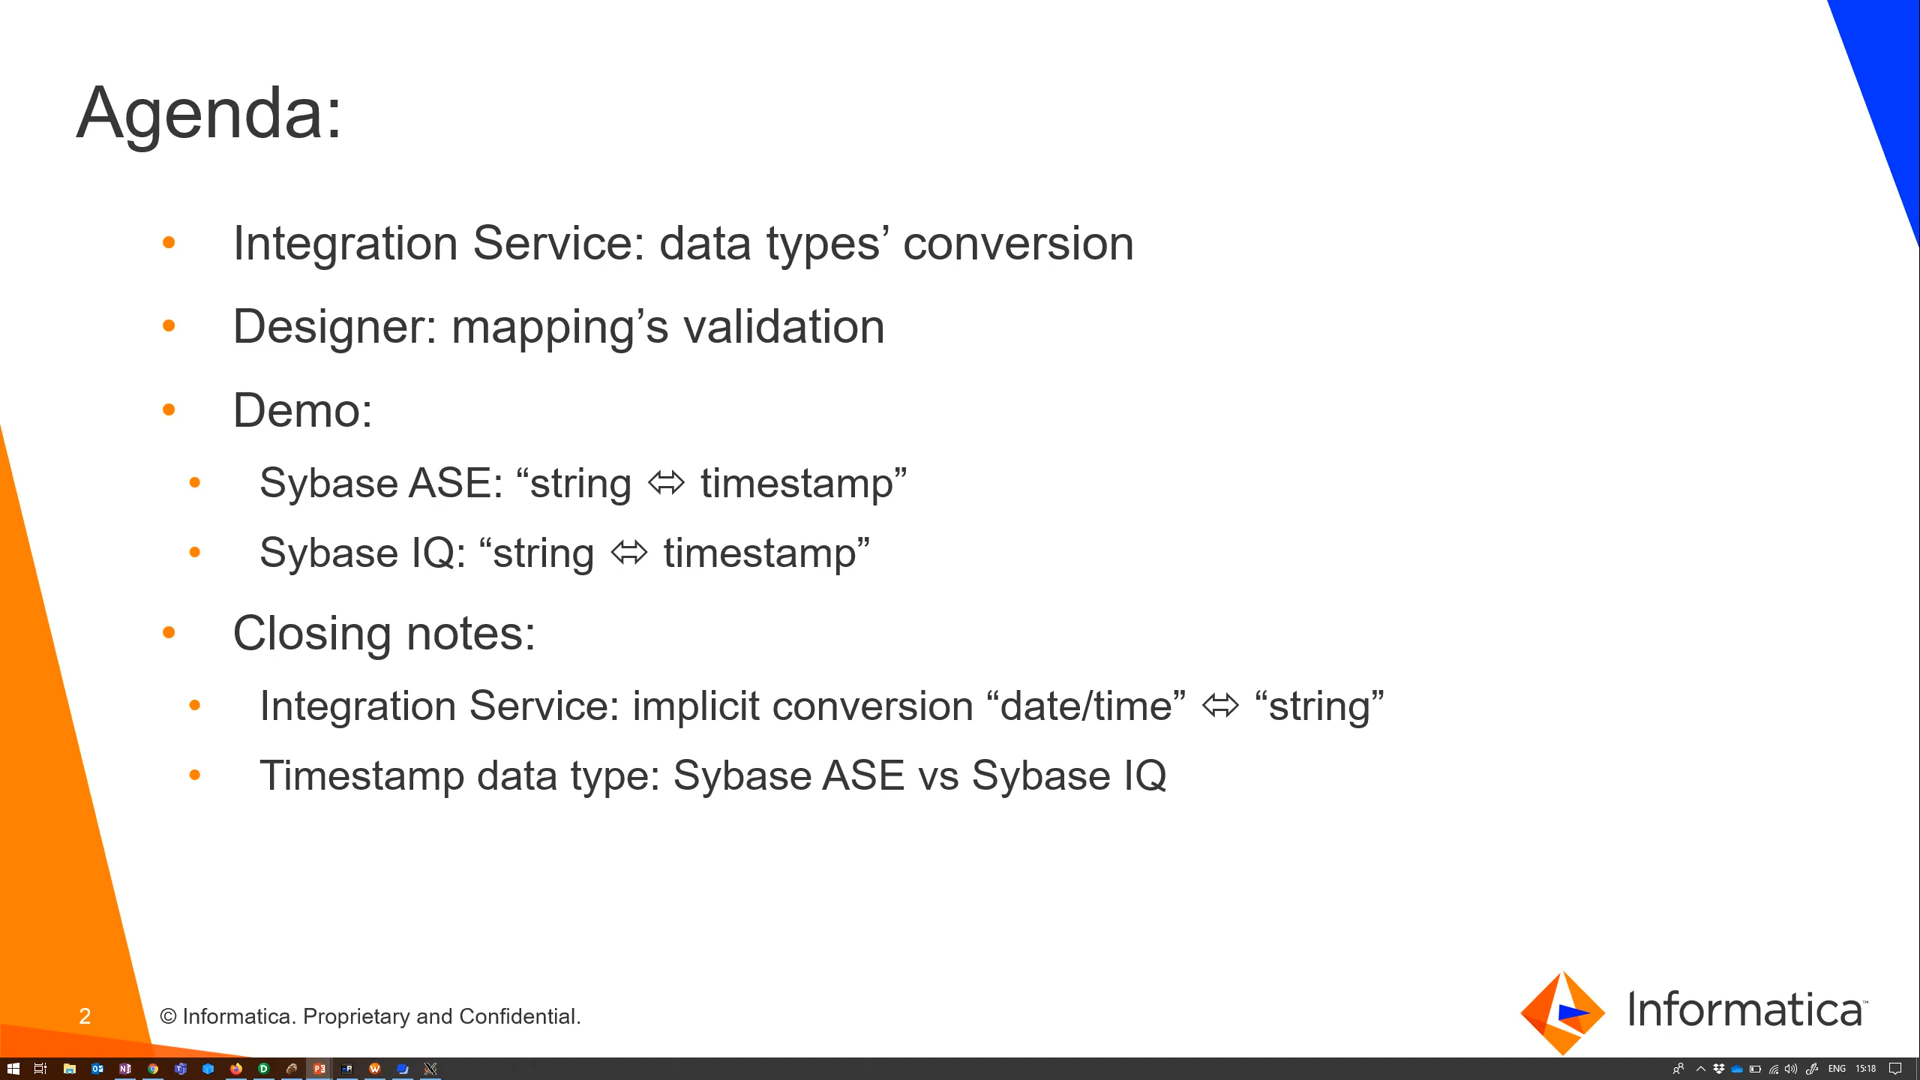 Agenda:
• Integration Service: data types’ conversion
• Designer: mapping’s validation
• Demo:
• Sybase ASE: “string ⬄ timestamp”
• Sybase IQ: “string ⬄ timestamp”
• Closing notes:
• Integration Service: implicit conversion “date/time” ⬄ “string”
• Timestamp data type: Sybase ASE vs Sybase IQ
2
© Informatica. Proprietary and Confidential.
Informatica™
ENG
15:18